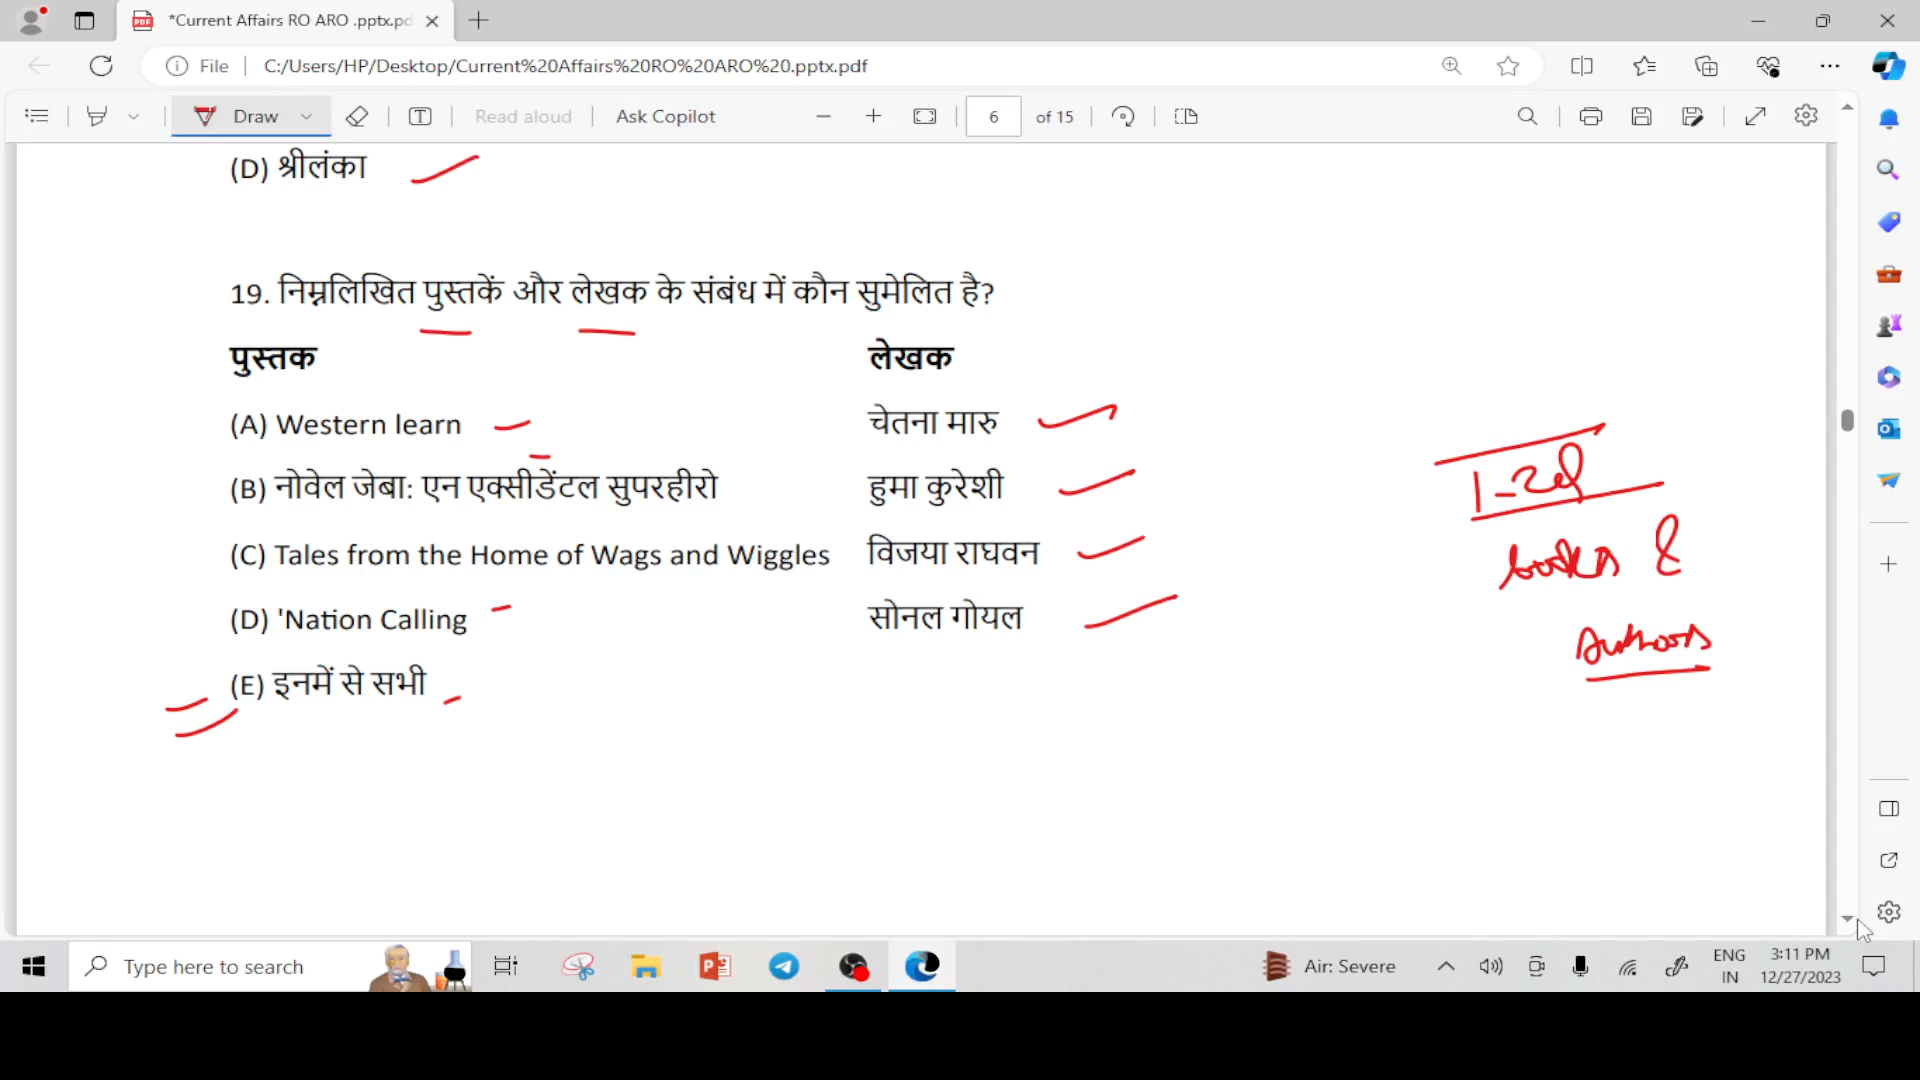 *Current Affairs RO ARO .pptx.pd
File
C:/Users/HP/Desktop/Current%20Affairs%20RO%20ARO%20.pptx.pdf
Draw
Read aloud
Ask Copilot
6 of 15
(D) श्रीलंका
19. निम्नलिखित पुस्तकें और लेखक के संबंध में कौन सुमेलित है?
पुस्तक लेखक
(A) Western learn चेतना मारु
(B) नोवेल जेबा: एन एक्सीडेंटल सुपरहीरो हुमा कुरेशी
(C) Tales from the Home of Wags and Wiggles विजया राघवन
(D) 'Nation Calling सोनल गोयल
(E) इनमें से सभी
books &
Authors
Type here to search
Air: Severe
ENG
IN
3:11 PM
12/27/2023